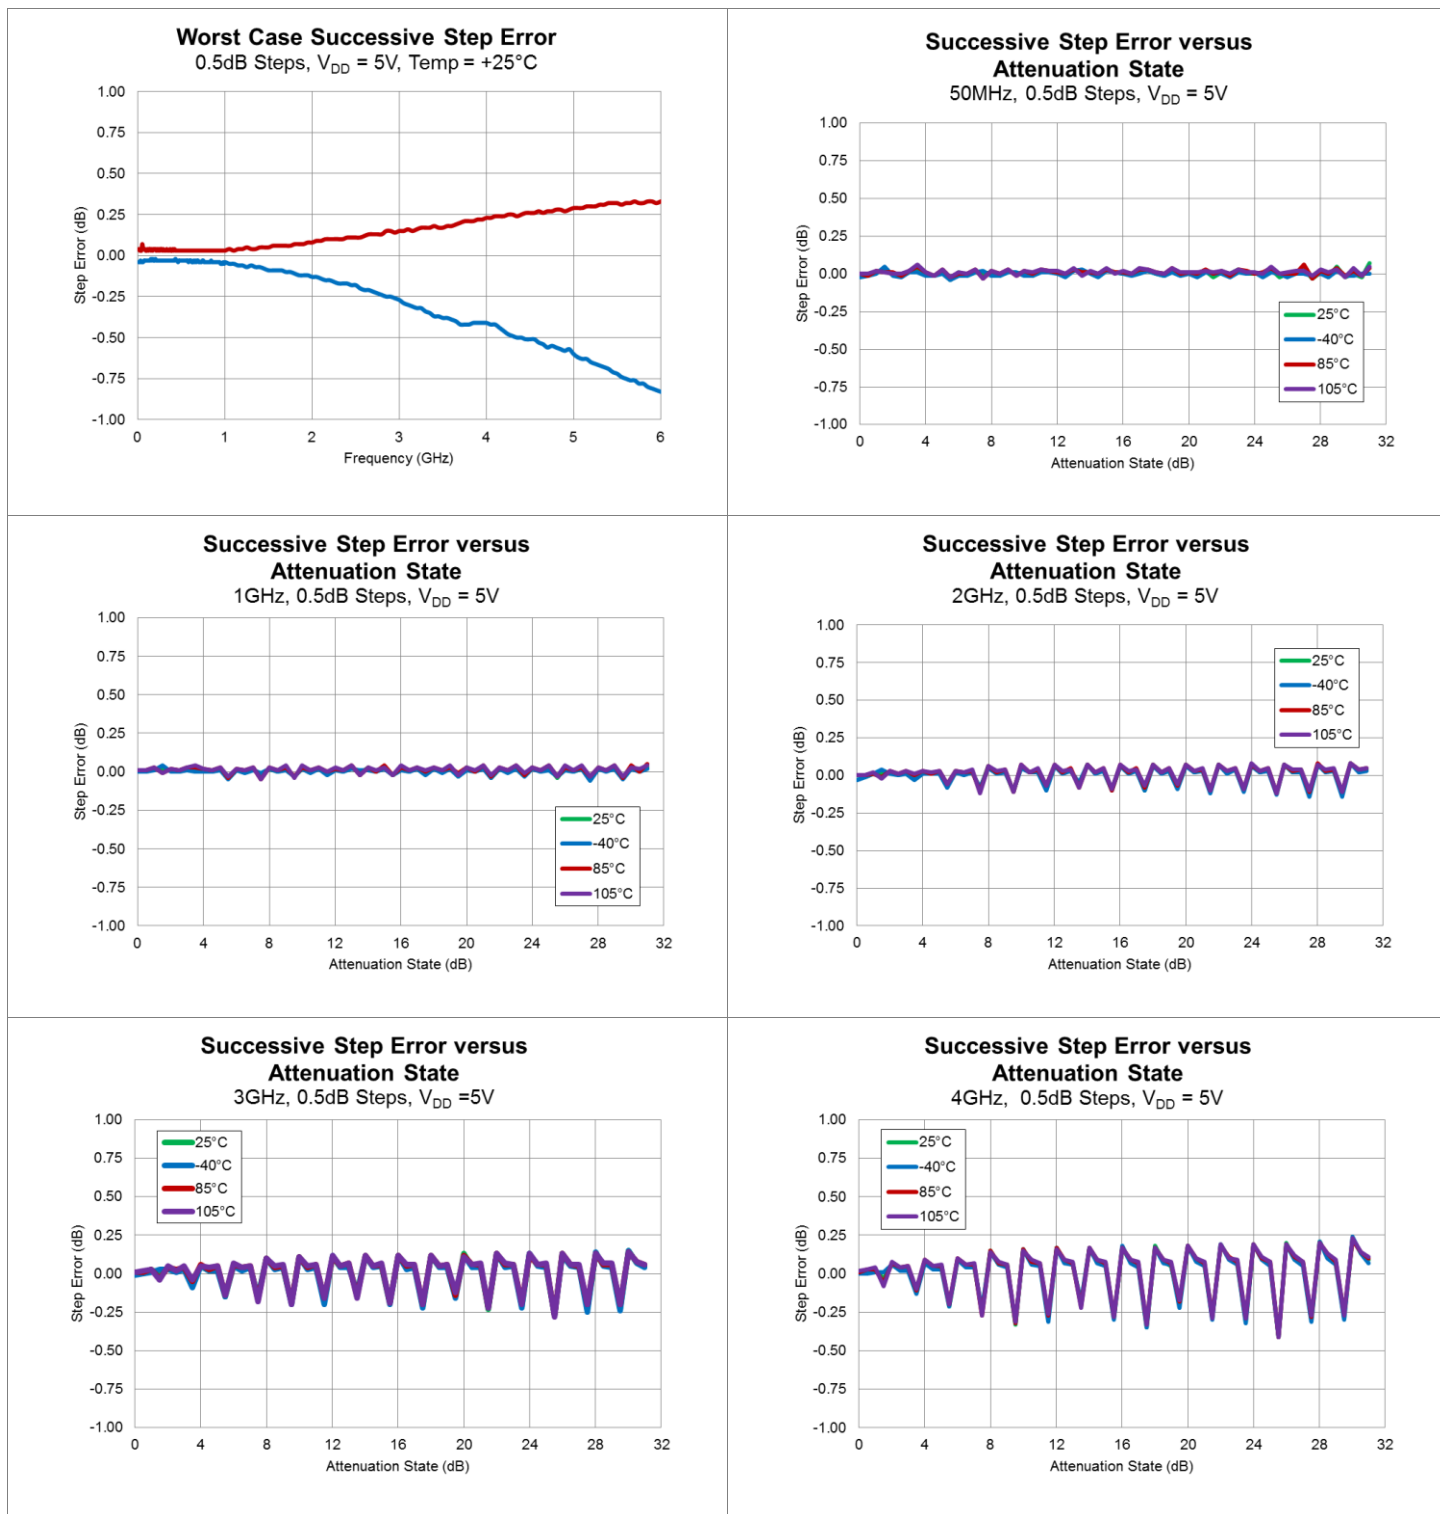 Worst Case Successive Step Error
0.5dB Steps, VDD = 5V, Temp = +25°C
1.00
0.75
0.50
0.25
0.00
-0.25
-0.50
-0.75
-1.00
Step Error (dB)
0 1 2 3 4 5 6
Frequency (GHz)
Successive Step Error versus
Attenuation State
50MHz, 0.5dB Steps, VDD = 5V
1.00
0.75
0.50
0.25
0.00
-0.25
-0.50
-0.75
-1.00
Step Error (dB)
25°C
-40°C
85°C
105°C
0 4 8 12 16 20 24 28 32
Attenuation State (dB)
Successive Step Error versus
Attenuation State
1GHz, 0.5dB Steps, VDD = 5V
1.00
0.75
0.50
0.25
0.00
-0.25
-0.50
-0.75
-1.00
Step Error (dB)
25°C
-40°C
85°C
105°C
0 4 8 12 16 20 24 28 32
Attenuation State (dB)
Successive Step Error versus
Attenuation State
2GHz, 0.5dB Steps, VDD = 5V
1.00
0.75
0.50
0.25
0.00
-0.25
-0.50
-0.75
-1.00
Step Error (dB)
25°C
-40°C
85°C
105°C
0 4 8 12 16 20 24 28 32
Attenuation State (dB)
Successive Step Error versus
Attenuation State
3GHz, 0.5dB Steps, VDD =5V
1.00
0.75
0.50
0.25
0.00
-0.25
-0.50
-0.75
-1.00
Step Error (dB)
25°C
-40°C
85°C
105°C
0 4 8 12 16 20 24 28 32
Attenuation State (dB)
Successive Step Error versus
Attenuation State
4GHz, 0.5dB Steps, VDD = 5V
1.00
0.75
0.50
0.25
0.00
-0.25
-0.50
-0.75
-1.00
Step Error (dB)
25°C
-40°C
85°C
105°C
0 4 8 12 16 20 24 28 32
Attenuation State (dB)